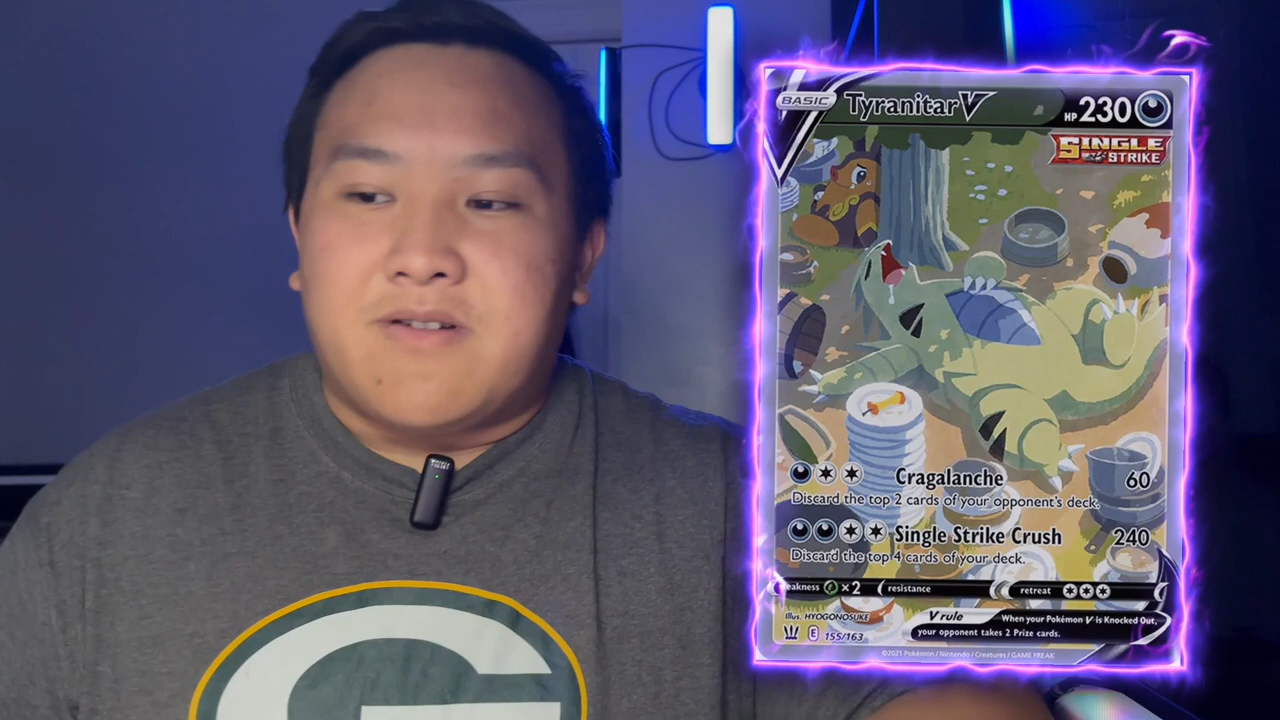 BASIC Tyranitar V HP 230
SINGLE
STRIKE
Cragalanche 60
Discard the top 2 cards of your opponent's deck.
Single Strike Crush 240
Discard the top 4 cards of your deck.
eakness ×2 resistance retreat
Illus. HYOGONOSUKE
V rule When your Pokémon V is Knocked Out,
your opponent takes 2 Prize cards.
E 155/163
©2021 Pokémon / Nintendo / Creatures / GAME FREAK
G